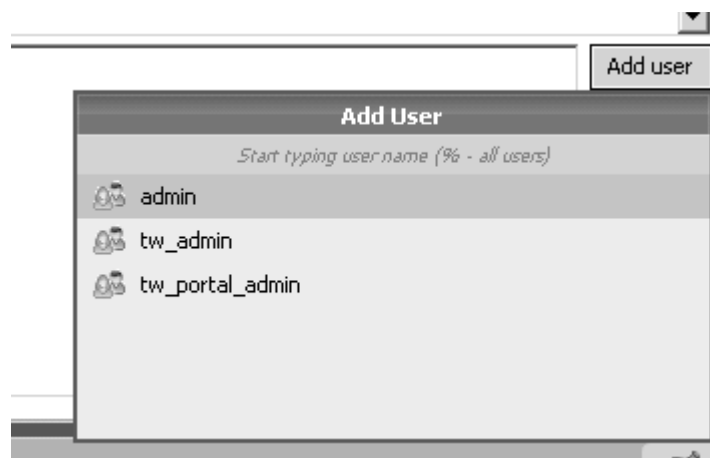 Add user
Add User
Start typing user name (% - all users)
admin
tw_admin
tw_portal_admin